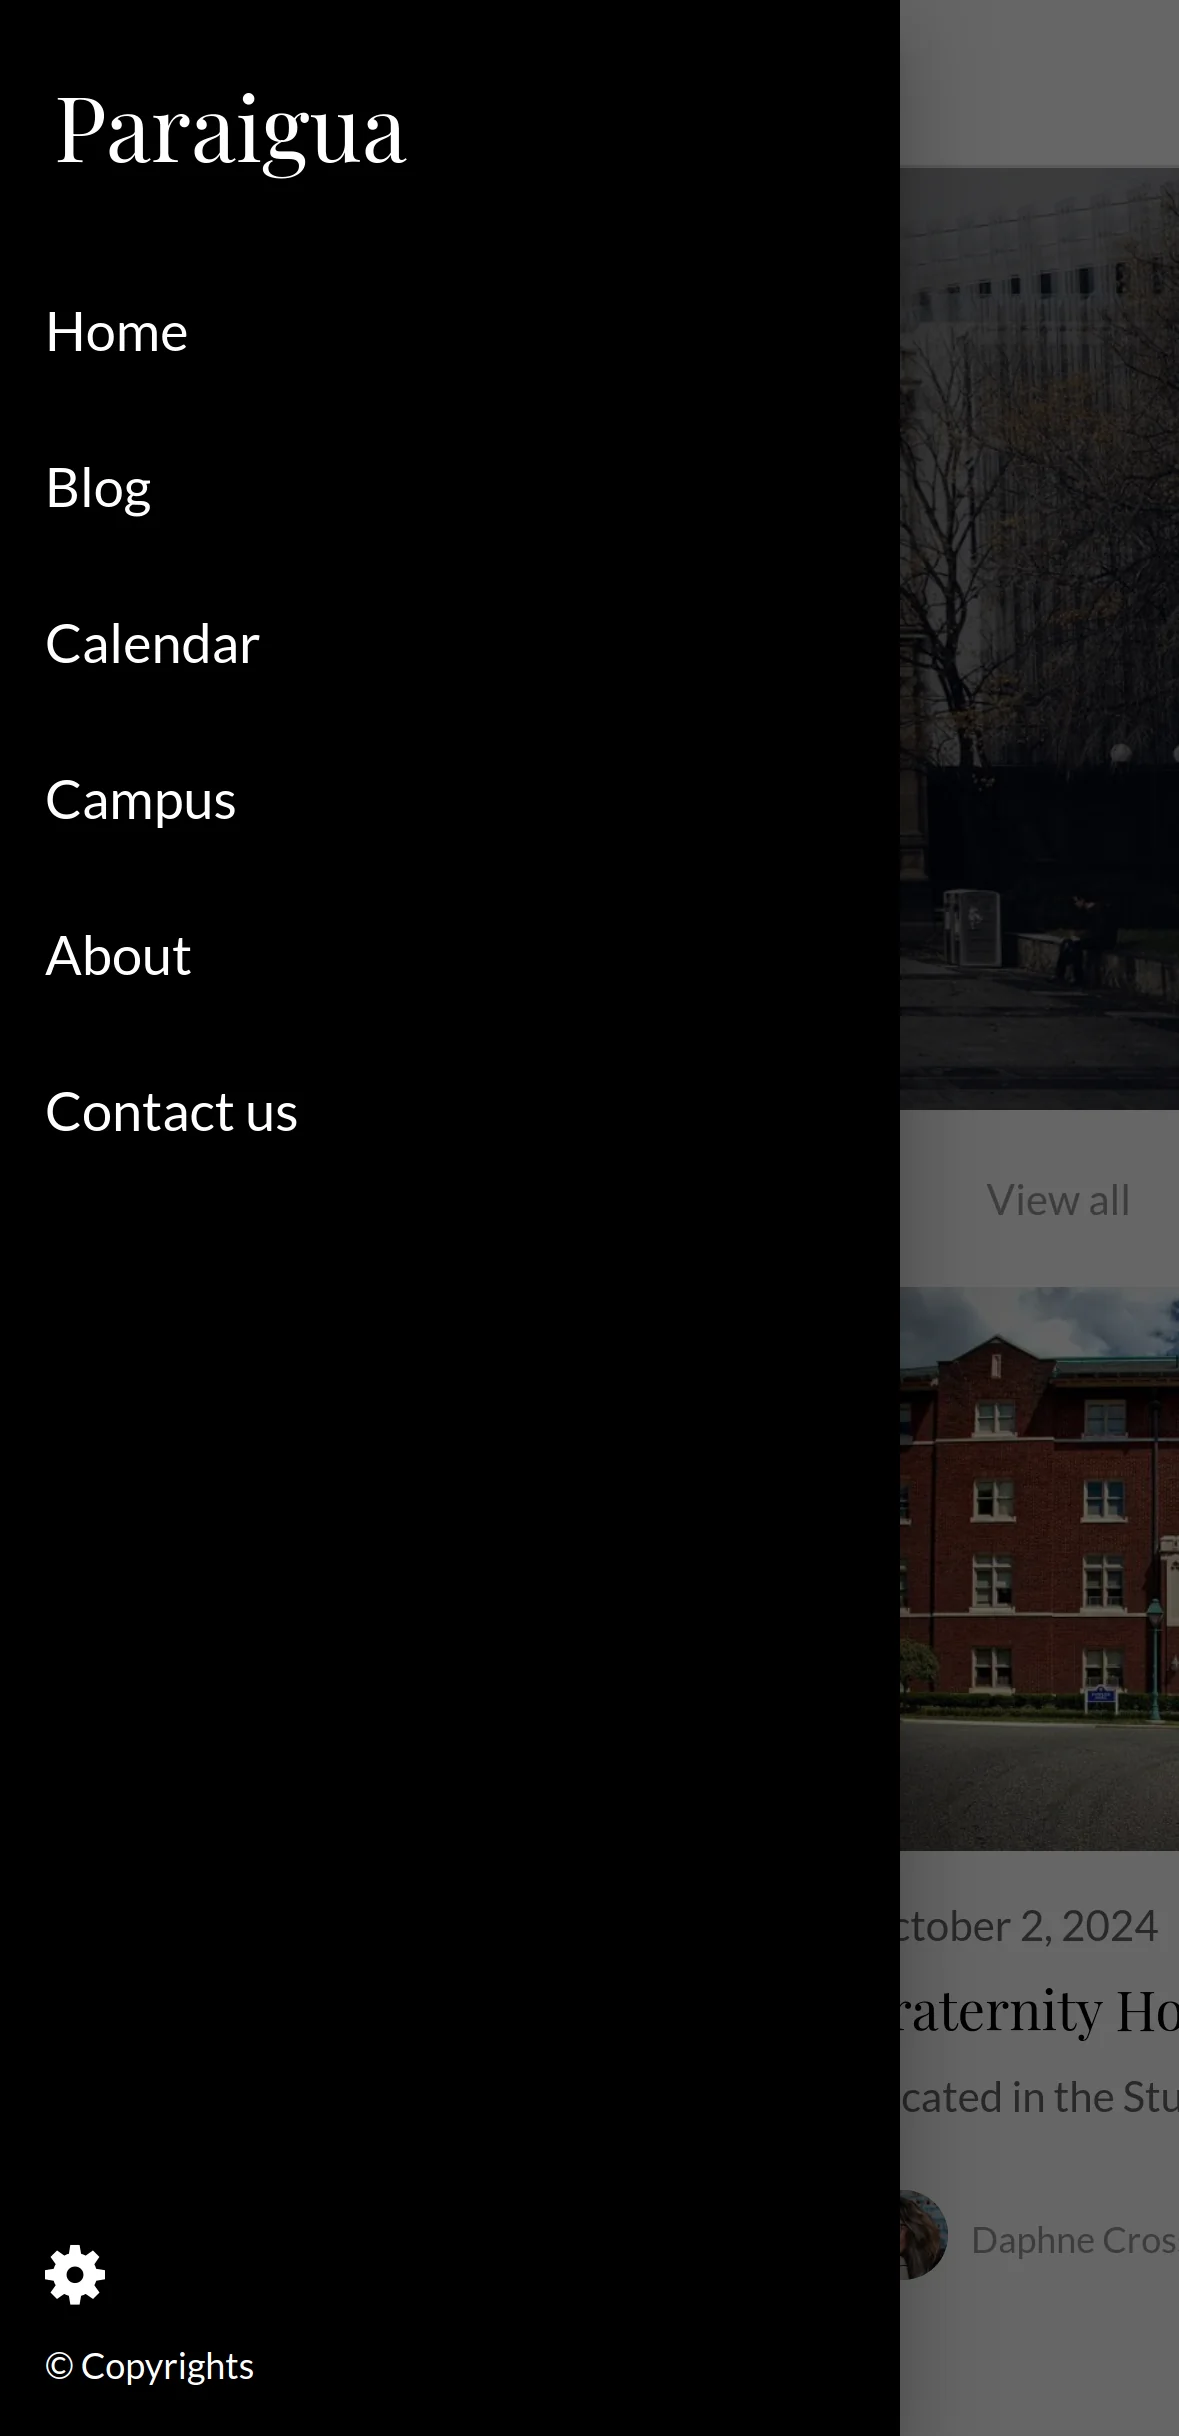 Paraigua
Home
Blog
Calendar
Campus
About
Contact us
View all
ctober 2, 2024
raternity Ho
cated in the Stu
Daphne Cros
© Copyrights